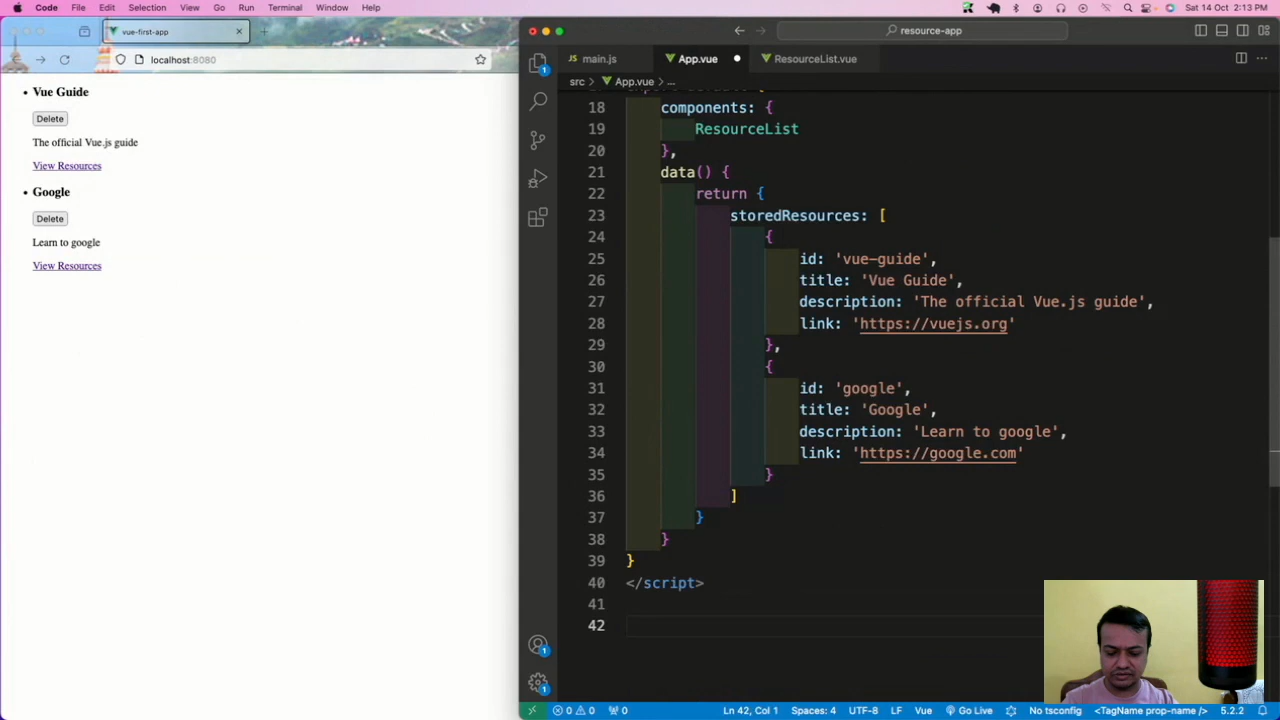 Code File Edit Selection View Go Run Terminal Window Help
Sat 14 Oct 2:13 PM
vue-first-app
localhost:8080
Vue Guide
Delete
The official Vue.js guide
View Resources
Google
Delete
Learn to google
View Resources
resource-app
main.js App.vue ResourceList.vue
src > App.vue > ...
18 components: {
19 ResourceList
20 },
21 data() {
22 return {
23 storedResources: [
24 {
25 id: 'vue-guide',
26 title: 'Vue Guide',
27 description: 'The official Vue.js guide',
28 link: 'https://vuejs.org'
29 },
30 {
31 id: 'google',
32 title: 'Google',
33 description: 'Learn to google',
34 link: 'https://google.com'
35 }
36 ]
37 }
38 }
39 }
40 </script>
41
42
0 0 0 Ln 42, Col 1 Spaces: 4 UTF-8 LF Vue Go Live No tsconfig <TagName prop-name /> 5.2.2